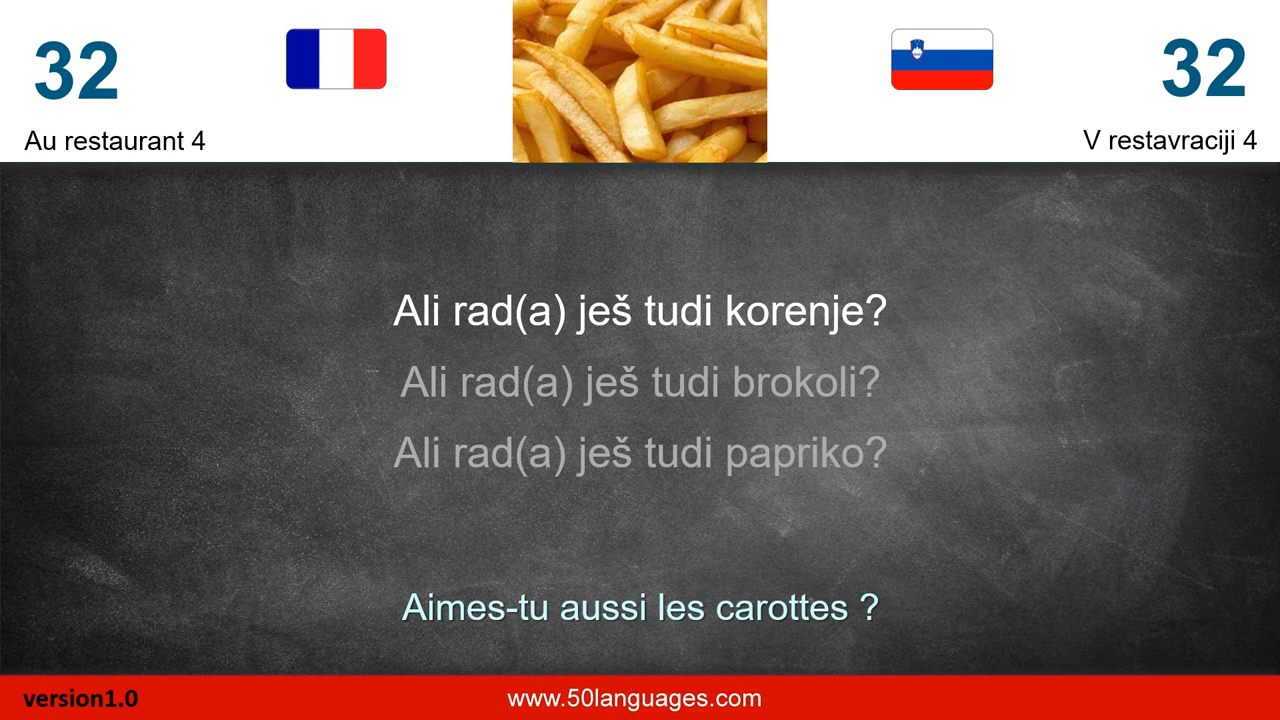 32
32
Au restaurant 4
V restavraciji 4
Ali rad(a) ješ tudi korenje?
Ali rad(a) ješ tudi brokoli?
Ali rad(a) ješ tudi papriko?
Aimes-tu aussi les carottes ?
version1.0
www.50languages.com